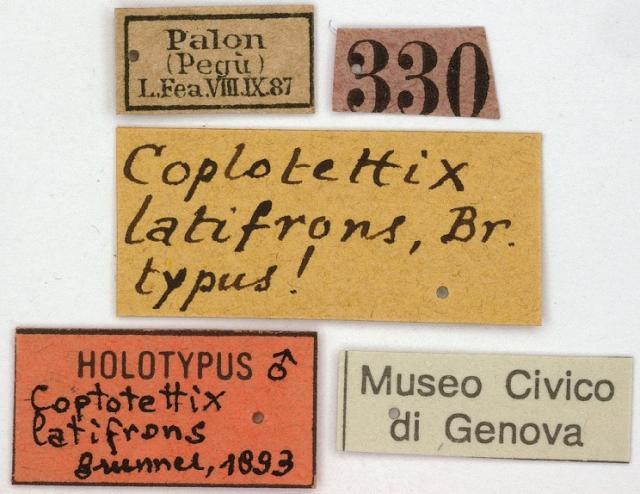 Palon
(Pegù)
L.Fea.VIII.IX.87
330
Coplotettix
latifrons, Br.
typus!
HOLOTYPUS ♂
Coptotettix
latifrons
Brunner, 1893
Museo Civico
di Genova